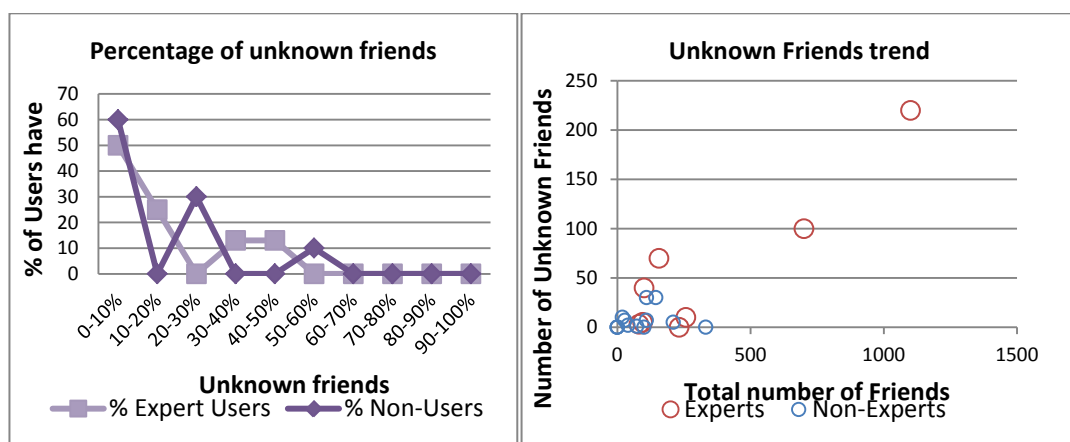 Percentage of unknown friends
% of Users have
70
60
50
40
30
20
10
0
0-10%
10-20%
20-30%
30-40%
40-50%
50-60%
60-70%
70-80%
80-90%
90-100%
Unknown friends
% Expert Users
% Non-Users
Unknown Friends trend
Number of Unknown Friends
250
200
150
100
50
0
0
500
1000
1500
Total number of Friends
Experts
Non-Experts